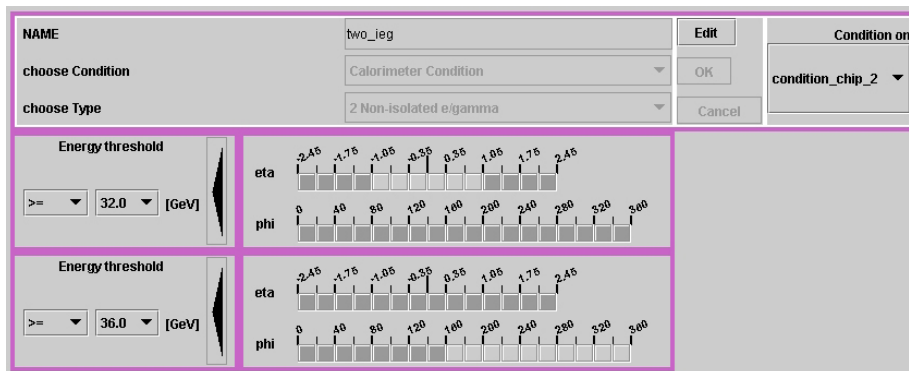 NAME two_ieg Edit Condition on
choose Condition Calorimeter Condition OK condition_chip_2
choose Type 2 Non-isolated e/gamma Cancel
Energy threshold
-2.45 -1.75 -1.05 -0.35 0.35 1.05 1.75 2.45
eta
>= 32.0 [GeV]
0 40 80 120 160 200 240 280 320 360
phi
Energy threshold
-2.45 -1.75 -1.05 -0.35 0.35 1.05 1.75 2.45
eta
>= 36.0 [GeV]
0 40 80 120 160 200 240 280 320 360
phi